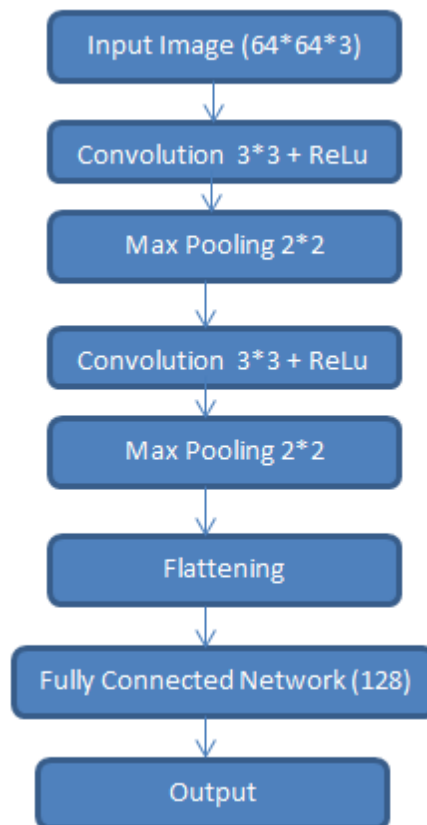 Input Image (64*64*3)
Convolution 3*3 + ReLu
Max Pooling 2*2
Convolution 3*3 + ReLu
Max Pooling 2*2
Flattening
Fully Connected Network (128)
Output